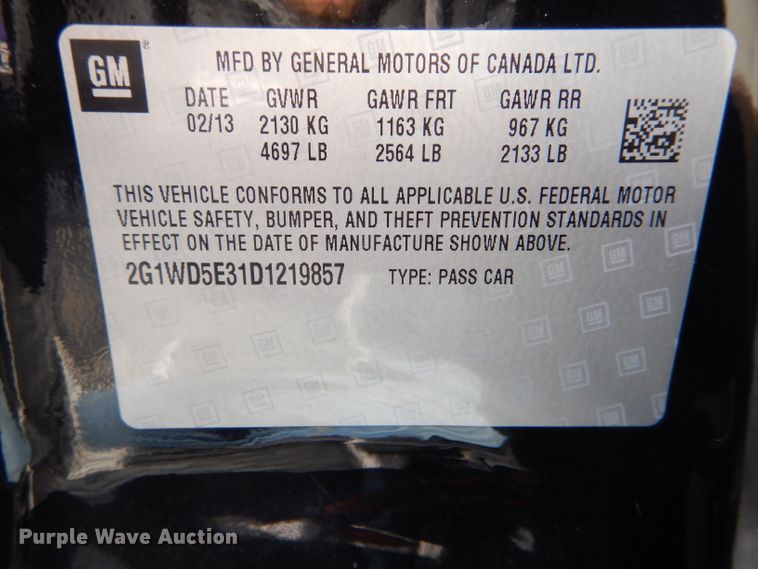 GM
MFD BY GENERAL MOTORS OF CANADA LTD.
DATE GVWR GAWR FRT GAWR RR
02/13 2130 KG 1163 KG 967 KG
4697 LB 2564 LB 2133 LB
THIS VEHICLE CONFORMS TO ALL APPLICABLE U.S. FEDERAL MOTOR
VEHICLE SAFETY, BUMPER, AND THEFT PREVENTION STANDARDS IN
EFFECT ON THE DATE OF MANUFACTURE SHOWN ABOVE.
2G1WD5E31D1219857 TYPE: PASS CAR
Purple Wave Auction